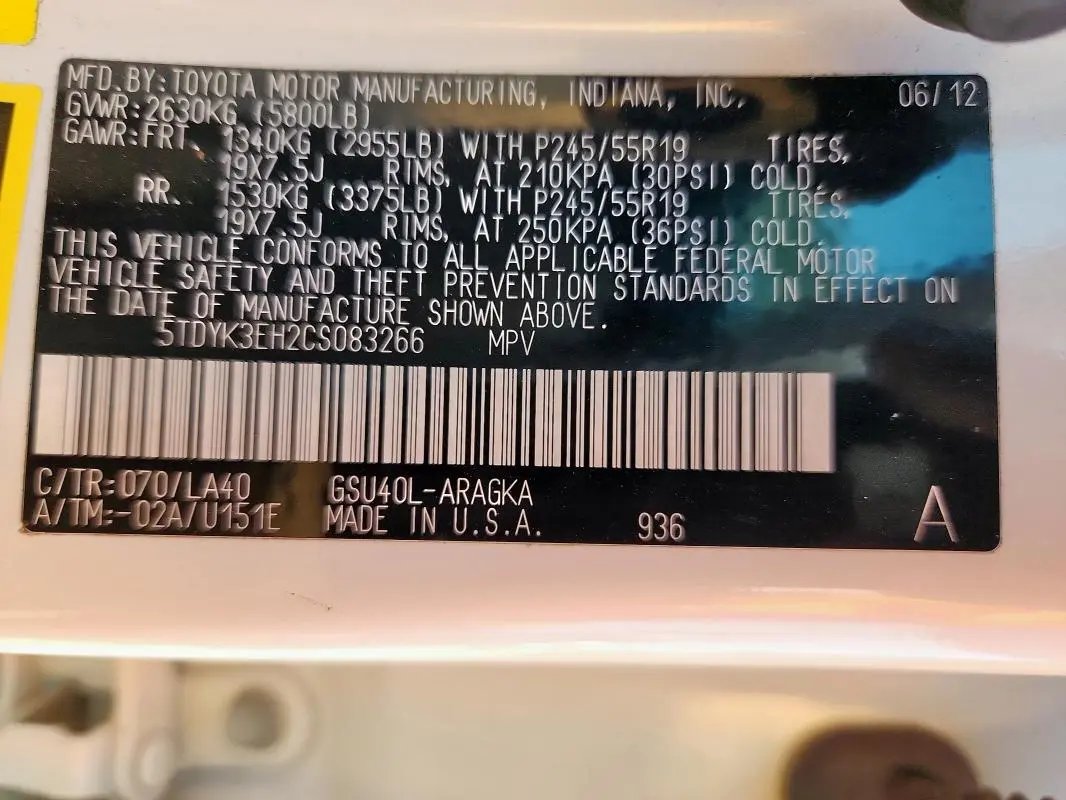 MFD.BY:TOYOTA MOTOR MANUFACTURING, INDIANA, INC. 06/12
GVWR:2630KG (5800LB)
GAWR:FRT. 1340KG (2955LB) WITH P245/55R19 TIRES,
19X7.5J RIMS, AT 210KPA (30PSI) COLD.
RR. 1530KG (3375LB) WITH P245/55R19 TIRES,
19X7.5J RIMS, AT 250KPA (36PSI) COLD.
THIS VEHICLE CONFORMS TO ALL APPLICABLE FEDERAL MOTOR
VEHICLE SAFETY AND THEFT PREVENTION STANDARDS IN EFFECT ON
THE DATE OF MANUFACTURE SHOWN ABOVE.
5TDYK3EH2CS083266 MPV
C/TR:070/LA40 GSU40L-ARAGKA
A/TM:-02A/U151E MADE IN U.S.A. 936 A